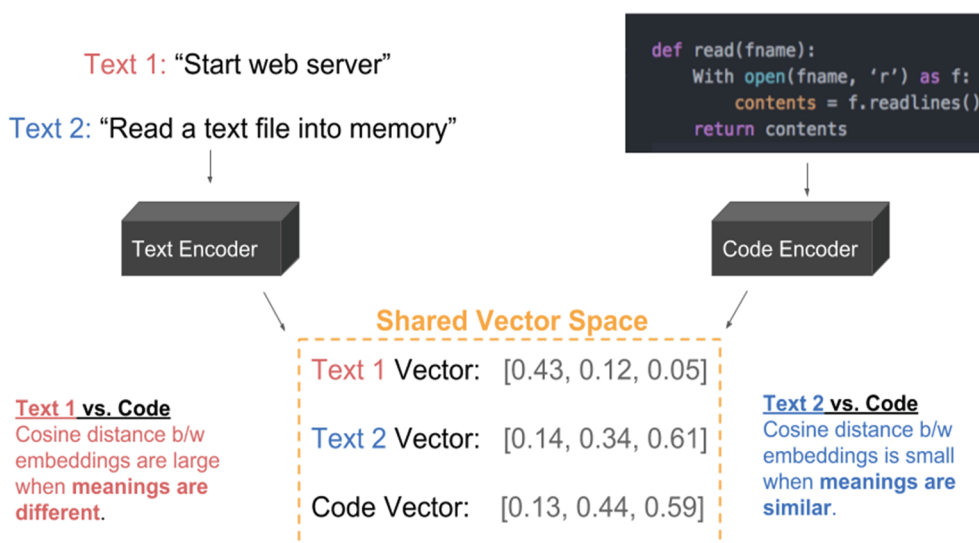 Text 1: “Start web server”
Text 2: “Read a text file into memory”
def read(fname):
With open(fname, ‘r’) as f:
contents = f.readlines()
return contents
Text Encoder
Code Encoder
Shared Vector Space
Text 1 Vector: [0.43, 0.12, 0.05]
Text 2 Vector: [0.14, 0.34, 0.61]
Code Vector: [0.13, 0.44, 0.59]
Text 1 vs. Code
Cosine distance b/w
embeddings are large
when meanings are
different.
Text 2 vs. Code
Cosine distance b/w
embeddings is small
when meanings are
similar.